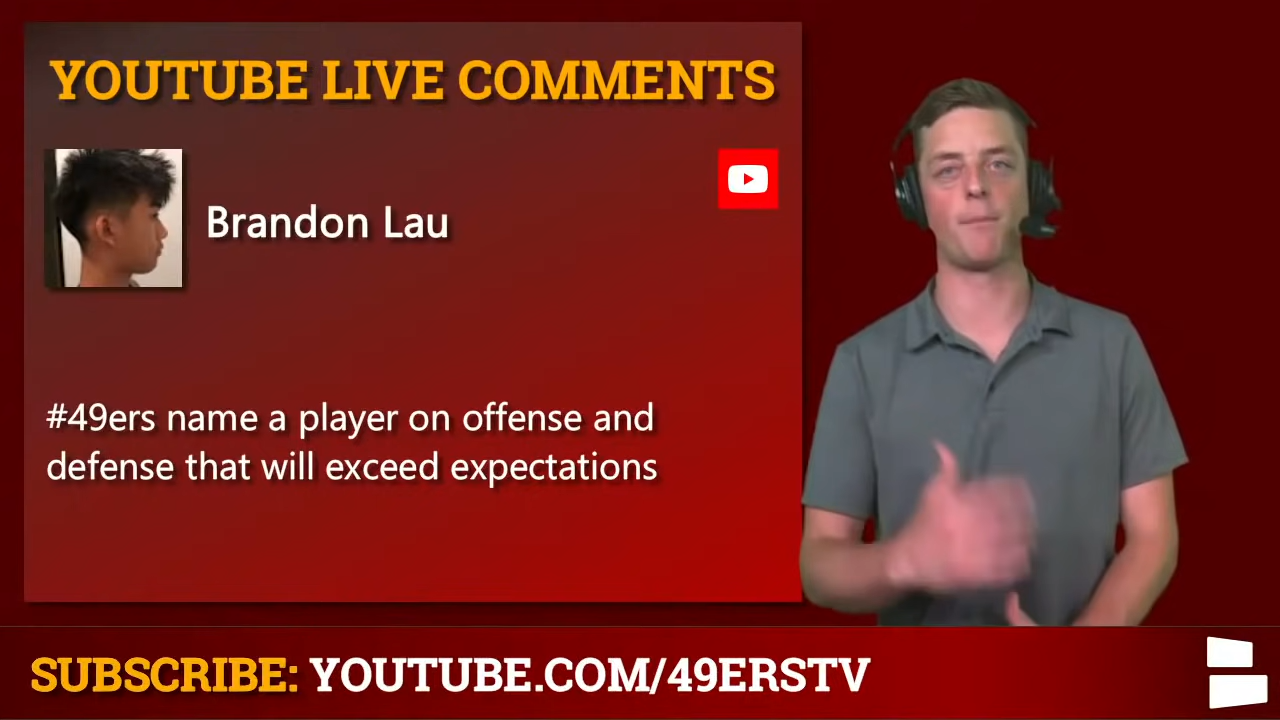 YOUTUBE LIVE COMMENTS
Brandon Lau
#49ers name a player on offense and
defense that will exceed expectations
SUBSCRIBE: YOUTUBE.COM/49ERSTV